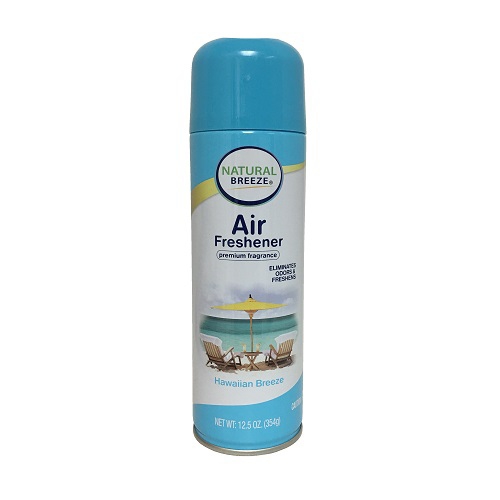 NATURAL
BREEZE®
Air
Freshener
premium fragrance
ELIMINATES
ODORS &
FRESHENS
Hawaiian Breeze
NET WT: 12.5 OZ. (354g)